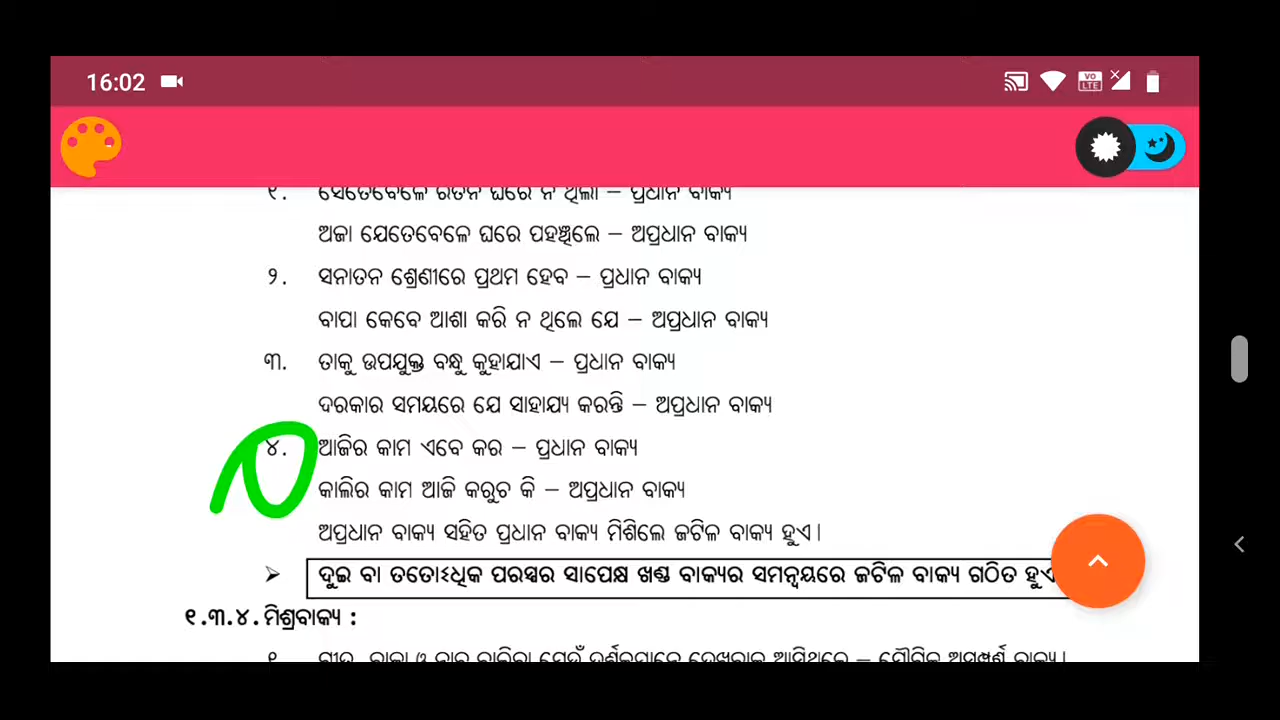 16:02
VO LTE
୧. ସେତେବେଳେ ରତନ ଘରେ ନ ଥିଲା – ପ୍ରଧାନ ବାକ୍ୟ
ଅଜା ଯେତେବେଳେ ଘରେ ପହଞ୍ଚିଲେ – ଅପ୍ରଧାନ ବାକ୍ୟ
୨. ସନାତନ ଶ୍ରେଣୀରେ ପ୍ରଥମ ହେବ – ପ୍ରଧାନ ବାକ୍ୟ
ବାପା କେବେ ଆଶା କରି ନ ଥିଲେ ଯେ – ଅପ୍ରଧାନ ବାକ୍ୟ
୩. ତାକୁ ଉପଯୁକ୍ତ ବନ୍ଧୁ କୁହାଯାଏ – ପ୍ରଧାନ ବାକ୍ୟ
ଦରକାର ସମୟରେ ଯେ ସାହାଯ୍ୟ କରନ୍ତି – ଅପ୍ରଧାନ ବାକ୍ୟ
୪. ଆଜିର କାମ ଏବେ କର – ପ୍ରଧାନ ବାକ୍ୟ
କାଲିର କାମ ଆଜି କରୁଚ କି – ଅପ୍ରଧାନ ବାକ୍ୟ
ଅପ୍ରଧାନ ବାକ୍ୟ ସହିତ ପ୍ରଧାନ ବାକ୍ୟ ମିଶିଲେ ଜଟିଳ ବାକ୍ୟ ହୁଏ।
➢ ଦୁଇ ବା ତତୋଽଧିକ ପରସ୍ପର ସାପେକ୍ଷ ଖଣ୍ଡ ବାକ୍ୟର ସମନ୍ୱୟରେ ଜଟିଳ ବାକ୍ୟ ଗଠିତ ହୁଏ
୧.୩.୪. ମିଶ୍ରବାକ୍ୟ :